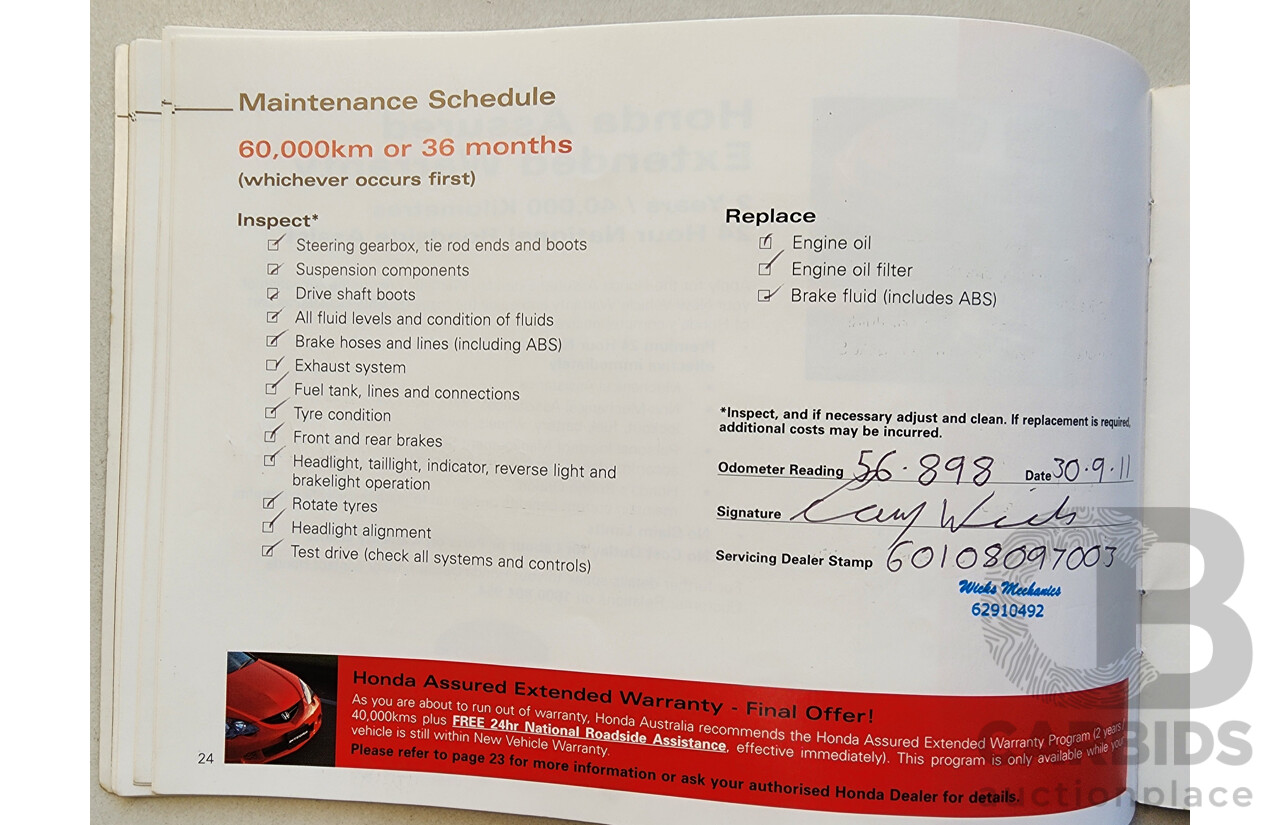 Maintenance Schedule
60,000km or 36 months
(whichever occurs first)
Inspect*
Steering gearbox, tie rod ends and boots
Suspension components
Drive shaft boots
All fluid levels and condition of fluids
Brake hoses and lines (including ABS)
Exhaust system
Fuel tank, lines and connections
Tyre condition
Front and rear brakes
Headlight, taillight, indicator, reverse light and
brakelight operation
Rotate tyres
Headlight alignment
Test drive (check all systems and controls)
Replace
Engine oil
Engine oil filter
Brake fluid (includes ABS)
*Inspect, and if necessary adjust and clean. If replacement is required,
additional costs may be incurred.
Odometer Reading 56.898 Date 30.9.11
Signature
Servicing Dealer Stamp 60108097003
Wicks Mechanics
62910492
Honda Assured Extended Warranty - Final Offer!
As you are about to run out of warranty, Honda Australia recommends the Honda Assured Extended Warranty Program (2 years /
40,000kms plus FREE 24hr National Roadside Assistance, effective immediately). This program is only available while your
vehicle is still within New Vehicle Warranty.
Please refer to page 23 for more information or ask your authorised Honda Dealer for details.
24
CARBIDS
auctionplace